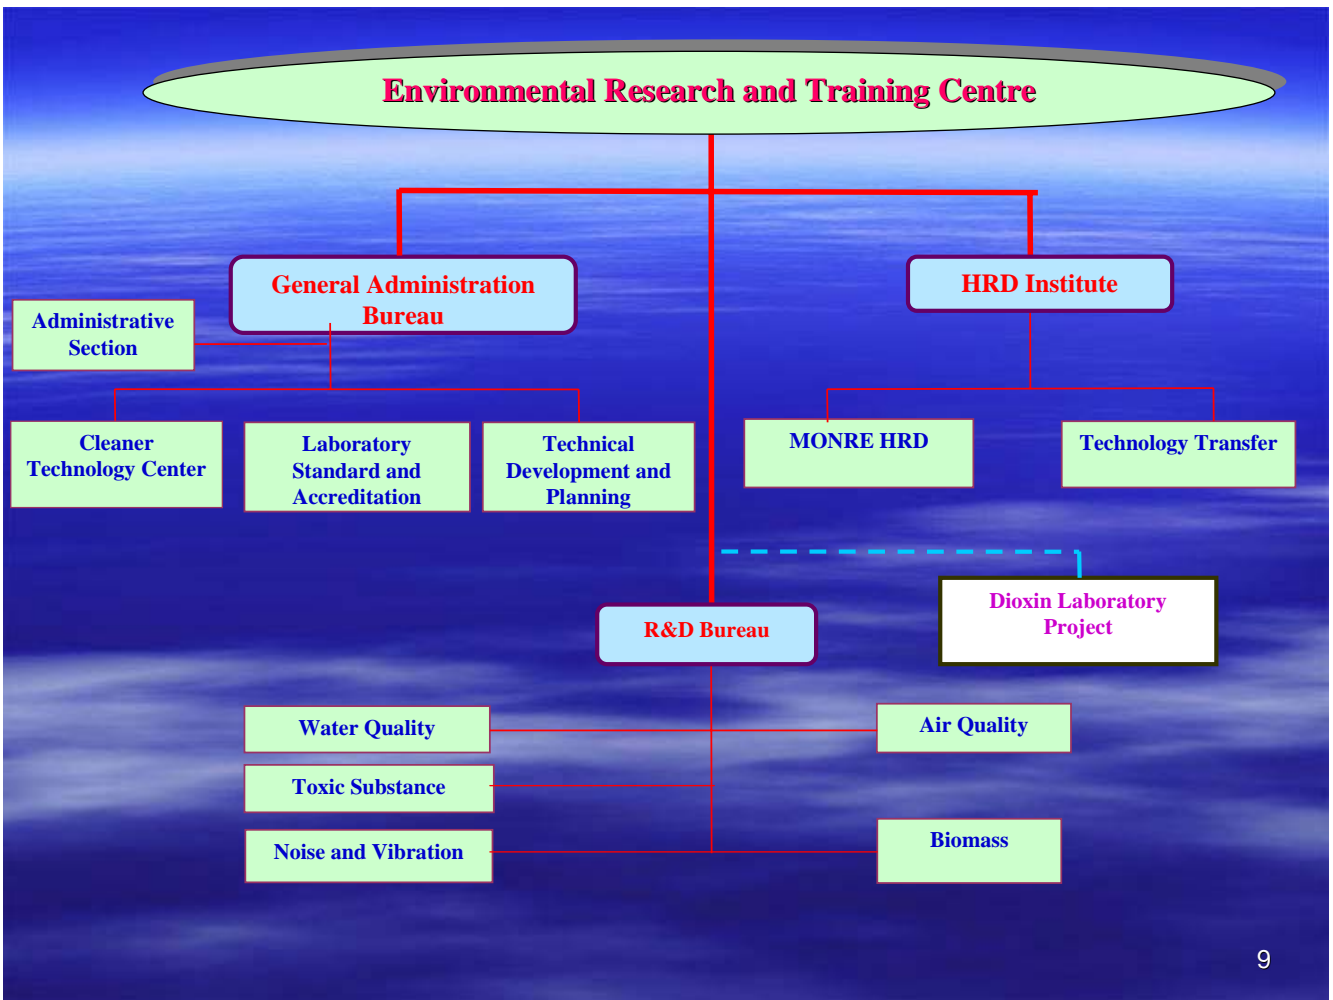 Environmental Research and Training Centre
General Administration
Bureau
HRD Institute
Administrative
Section
Cleaner
Technology Center
Laboratory
Standard and
Accreditation
Technical
Development and
Planning
MONRE HRD
Technology Transfer
Dioxin Laboratory
Project
R&D Bureau
Water Quality
Air Quality
Toxic Substance
Noise and Vibration
Biomass
9